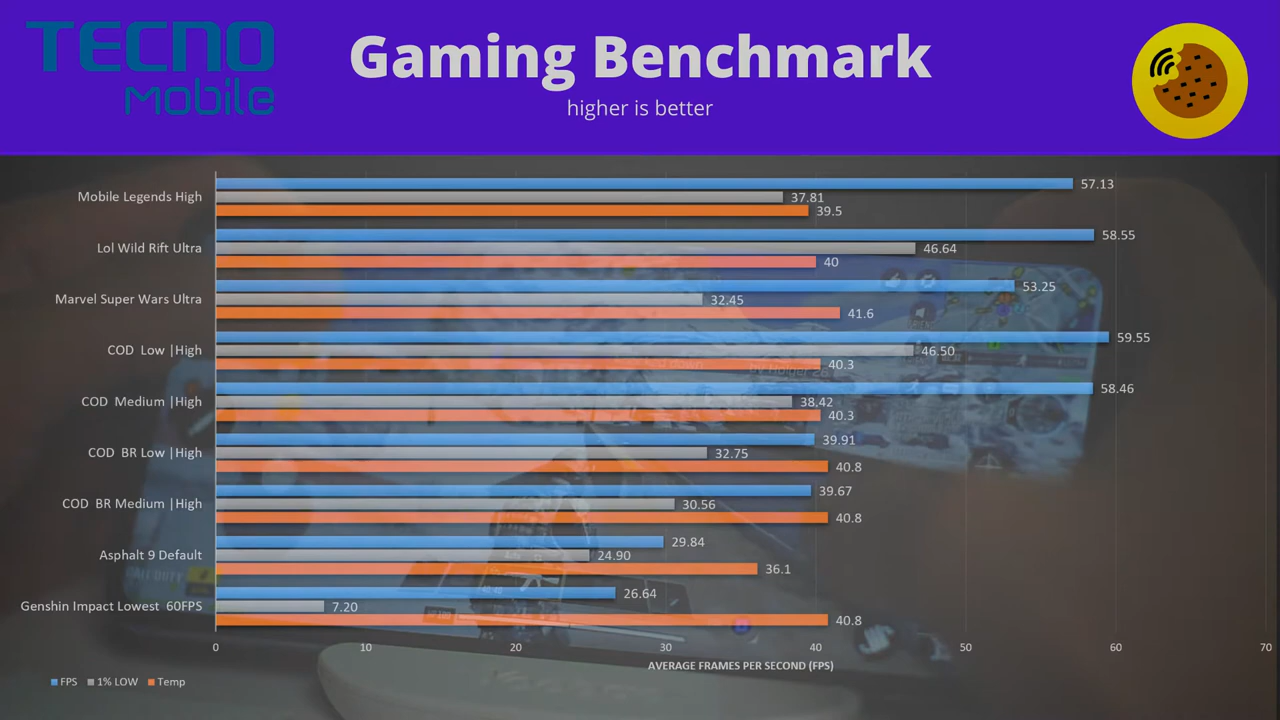 TECNO
mobile
Gaming Benchmark
higher is better
Mobile Legends High
57.13
37.81
39.5
Lol Wild Rift Ultra
58.55
46.64
40
Marvel Super Wars Ultra
53.25
32.45
41.6
COD Low |High
59.55
46.50
40.3
COD Medium |High
58.46
38.42
40.3
COD BR Low |High
39.91
32.75
40.8
COD BR Medium |High
39.67
30.56
40.8
Asphalt 9 Default
29.84
24.90
36.1
Genshin Impact Lowest 60FPS
26.64
7.20
40.8
0 10 20 30 40 50 60 70
AVERAGE FRAMES PER SECOND (FPS)
FPS 1% LOW Temp